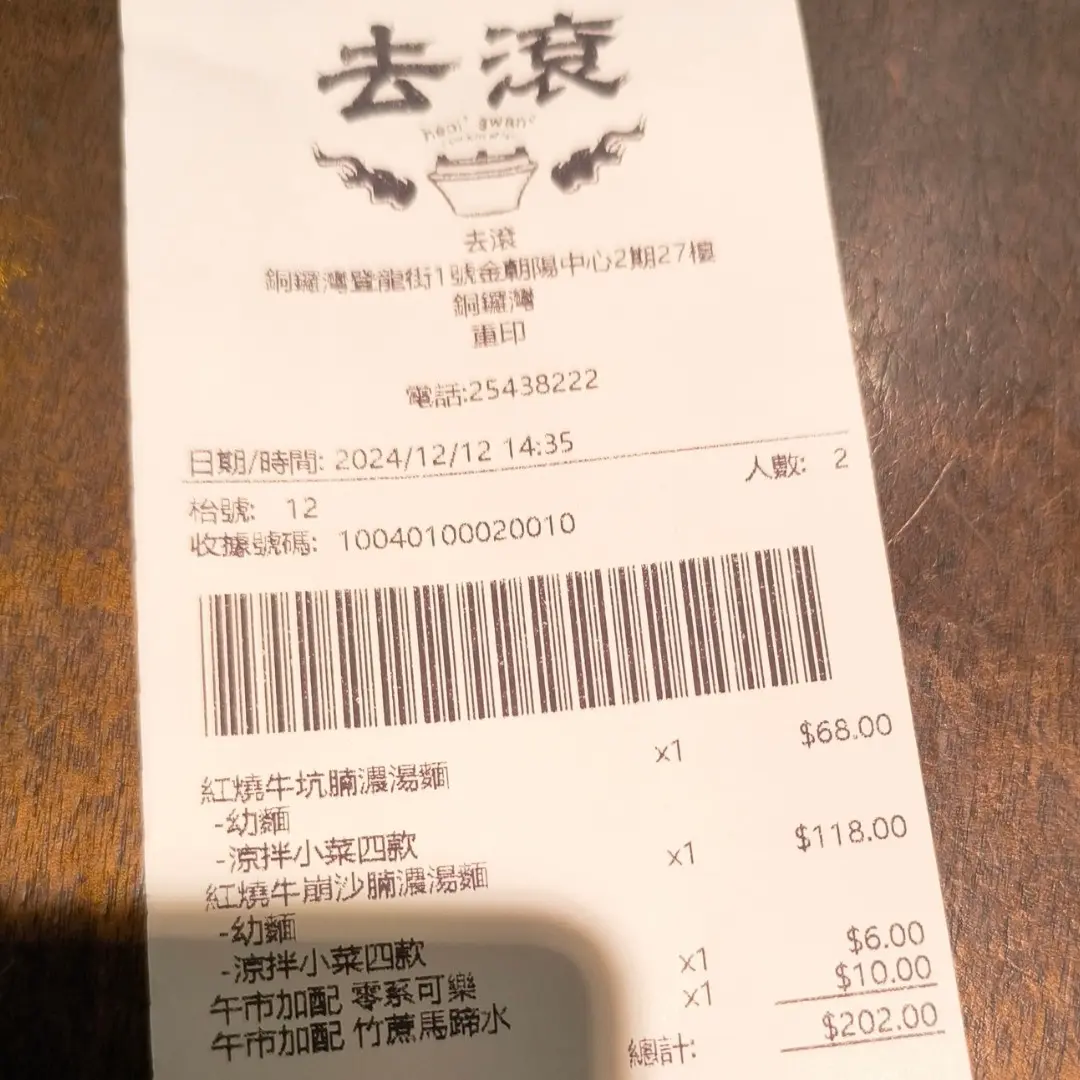 去滾
去滾
銅鑼灣登龍街1號金朝陽中心2期27樓
銅鑼灣
重印
電話:25438222
日期/時間: 2024/12/12 14:35
枱號: 12 人數: 2
收據號碼: 10040100020010
紅燒牛坑腩濃湯麵 x1 $68.00
-幼麵
-涼拌小菜四款
紅燒牛崩沙腩濃湯麵 x1 $118.00
-幼麵
-涼拌小菜四款
午市加配 零系可樂 x1 $6.00
午市加配 竹蔗馬蹄水 x1 $10.00
總計: $202.00